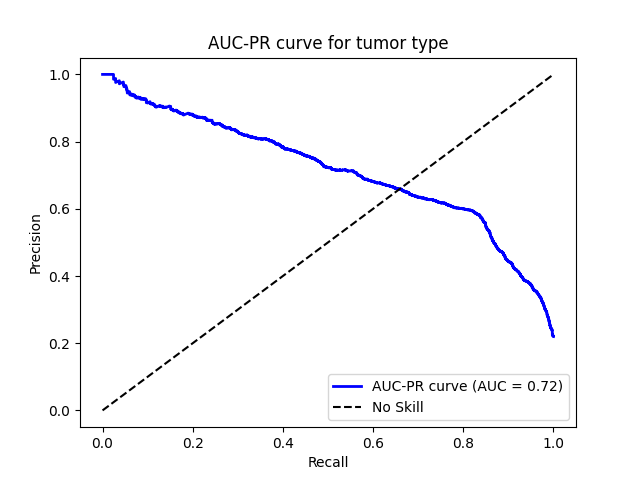 AUC-PR curve for tumor type
1.0
0.8
0.6
0.4
0.2
0.0
Precision
AUC-PR curve (AUC = 0.72)
No Skill
0.0 0.2 0.4 0.6 0.8 1.0
Recall